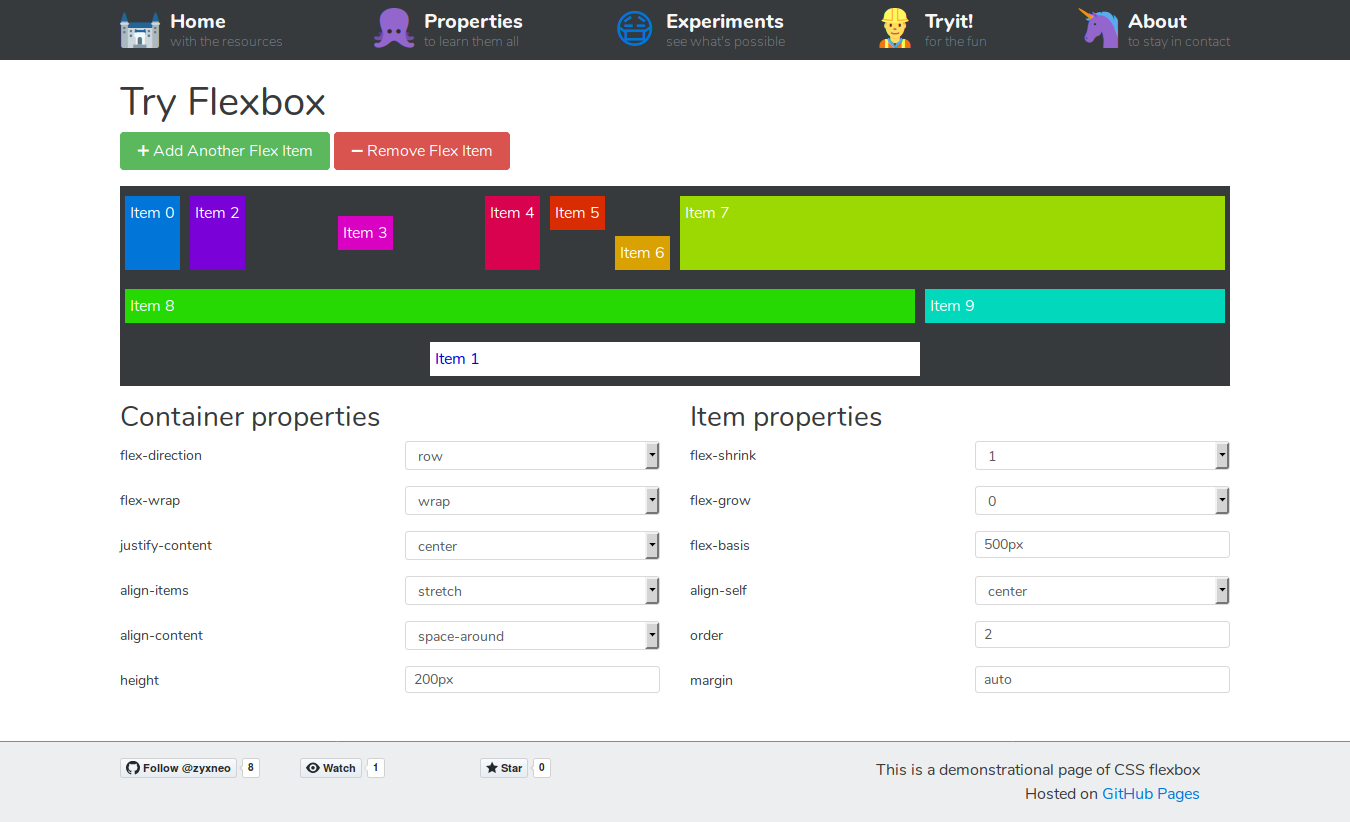 Home
with the resources
Properties
to learn them all
Experiments
see what's possible
Tryit!
for the fun
About
to stay in contact
Try Flexbox
+ Add Another Flex Item
− Remove Flex Item
Item 0
Item 2
Item 3
Item 4
Item 5
Item 6
Item 7
Item 8
Item 9
Item 1
Container properties
flex-direction row
flex-wrap wrap
justify-content center
align-items stretch
align-content space-around
height 200px
Item properties
flex-shrink 1
flex-grow 0
flex-basis 500px
align-self center
order 2
margin auto
Follow @zyxneo 8
Watch 1
Star 0
This is a demonstrational page of CSS flexbox
Hosted on GitHub Pages